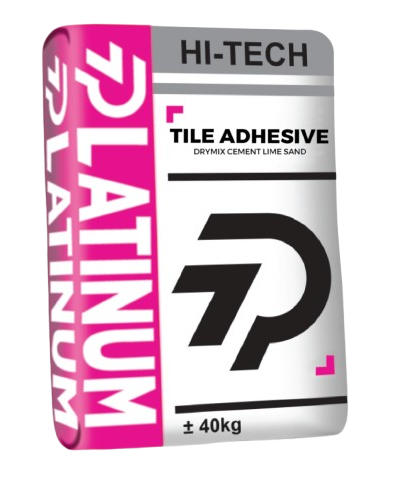 HI-TECH
TILE ADHESIVE
DRYMIX CEMENT LIME SAND
± 40kg
PLATINUM
PLATINUM